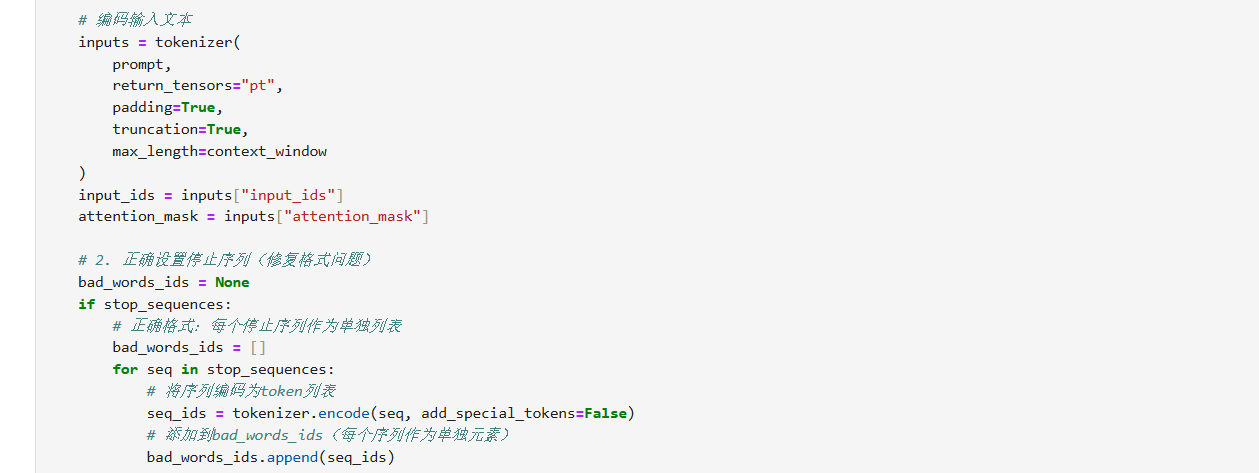 # 编码输入文本
inputs = tokenizer(
    prompt,
    return_tensors="pt",
    padding=True,
    truncation=True,
    max_length=context_window
)
input_ids = inputs["input_ids"]
attention_mask = inputs["attention_mask"]

# 2. 正确设置停止序列（修复格式问题）
bad_words_ids = None
if stop_sequences:
    # 正确格式：每个停止序列作为单独列表
    bad_words_ids = []
    for seq in stop_sequences:
        # 将序列编码为token列表
        seq_ids = tokenizer.encode(seq, add_special_tokens=False)
        # 添加到bad_words_ids（每个序列作为单独元素）
        bad_words_ids.append(seq_ids)